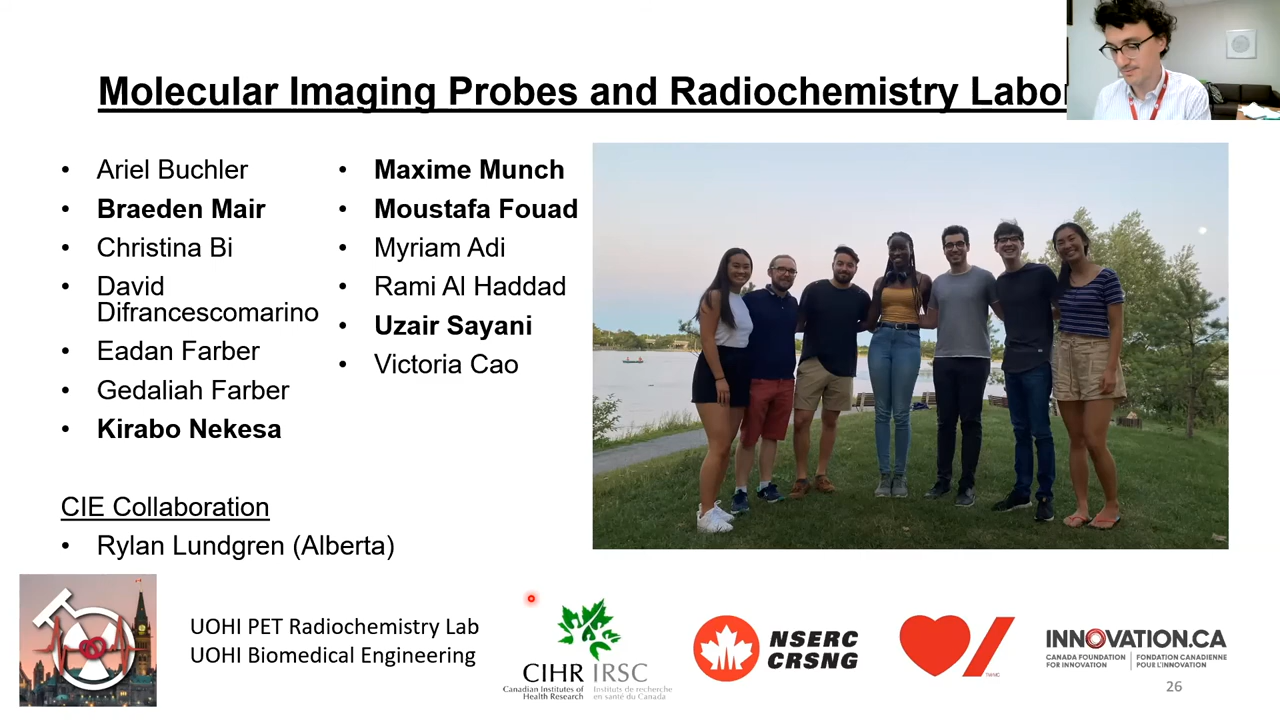 Molecular Imaging Probes and Radiochemistry Labor
• Ariel Buchler
• Braeden Mair
• Christina Bi
• David
Difrancescomarino
• Eadan Farber
• Gedaliah Farber
• Kirabo Nekesa
• Maxime Munch
• Moustafa Fouad
• Myriam Adi
• Rami Al Haddad
• Uzair Sayani
• Victoria Cao
CIE Collaboration
• Rylan Lundgren (Alberta)
UOHI PET Radiochemistry Lab
UOHI Biomedical Engineering
CIHR IRSC
Canadian Institutes of
Health Research
Instituts de recherche
en santé du Canada
NSERC
CRSNG
INNOVATION.CA
CANADA FOUNDATION
FOR INNOVATION
FONDATION CANADIENNE
POUR L'INNOVATION
26